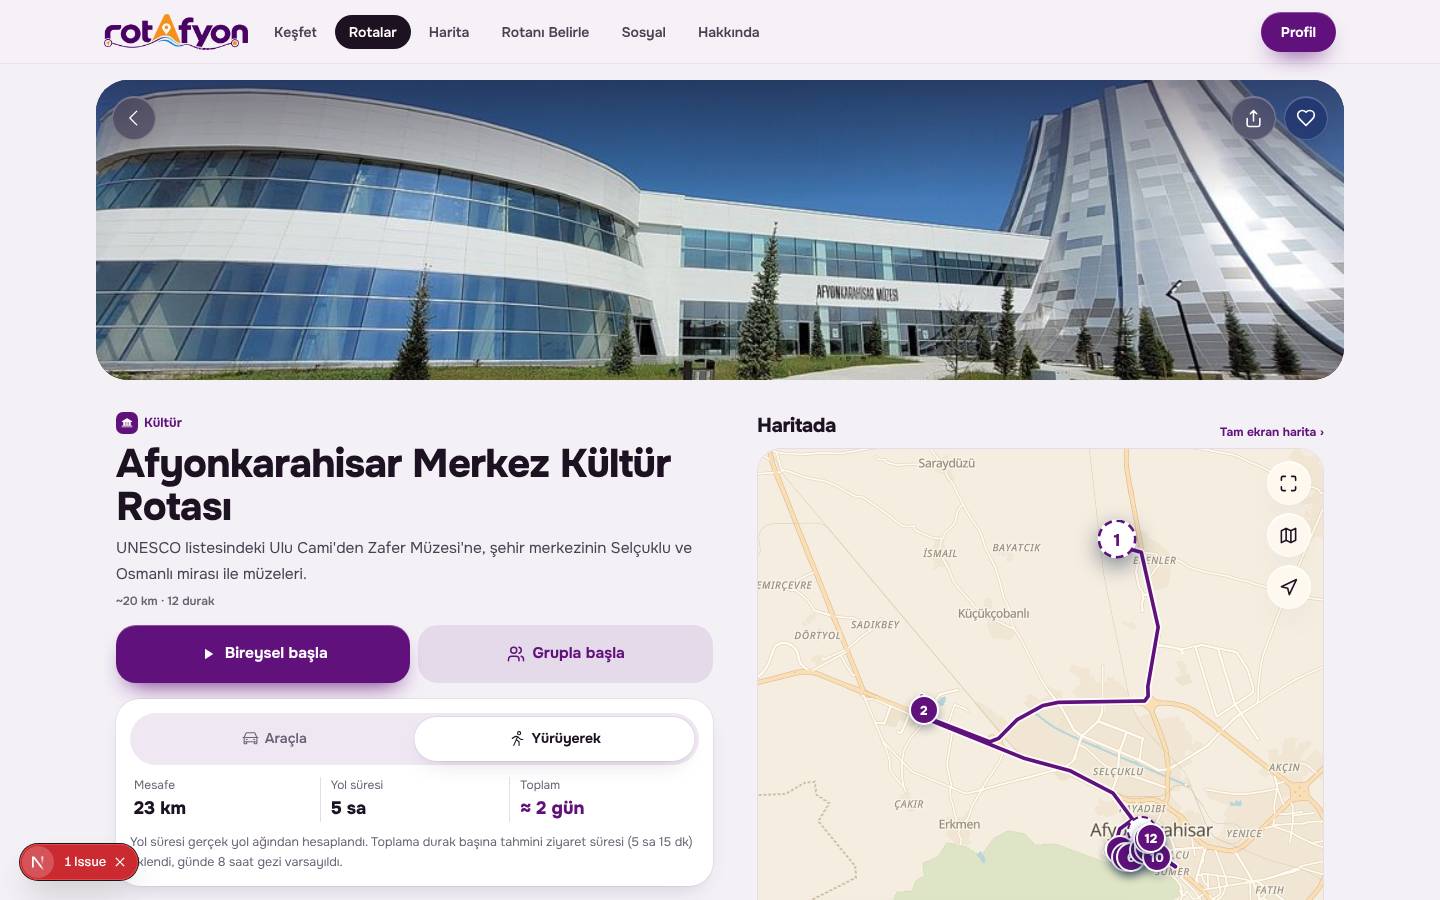 rotAfyon
Keşfet
Rotalar
Harita
Rotanı Belirle
Sosyal
Hakkında
Profil
AFYONKARAHİSAR MÜZESİ
Kültür
Afyonkarahisar Merkez Kültür
Rotası
UNESCO listesindeki Ulu Cami'den Zafer Müzesi'ne, şehir merkezinin Selçuklu ve
Osmanlı mirası ile müzeleri.
~20 km · 12 durak
Bireysel başla
Grupla başla
Araçla
Yürüyerek
Mesafe
23 km
Yol süresi
5 sa
Toplam
≈ 2 gün
Yol süresi gerçek yol ağından hesaplandı. Toplama durak başına tahmini ziyaret süresi (5 sa 15 dk)
eklendi, günde 8 saat gezi varsayıldı.
N
1 Issue
Haritada
Tam ekran harita ›
Saraydüzü
1
İSMAİL
BAYATCIK
Küçükçobanlı
SADIKBEY
DÖRTYOL
2
SELÇUKLU
AKÇIN
ÇAKIR
Erkmen
YENİCE
12
10
SÜMER
FATİH